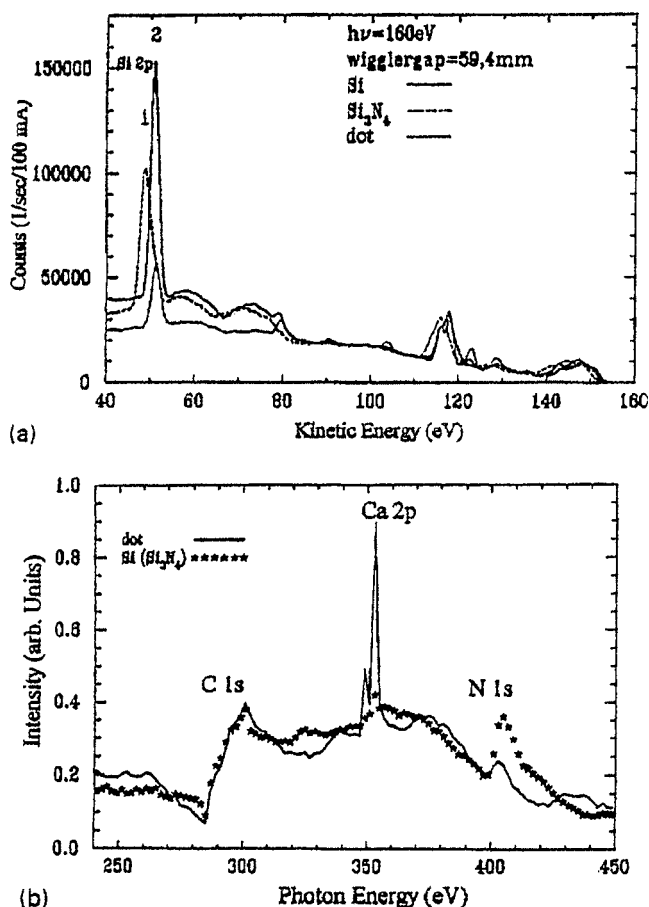 2
hν=160eV
wigglergap=59,4mm
Si
Si₃N₄
dot
Si 2p
1
150000
100000
50000
0
Counts (1/sec/100 mA)
40 60 80 100 120 140 160
Kinetic Energy (eV)
(a)
1.0
0.8
0.6
0.4
0.2
0.0
Intensity (arb. Units)
dot
Si (Si₃N₄)
Ca 2p
C 1s
N 1s
250 300 350 400 450
Photon Energy (eV)
(b)